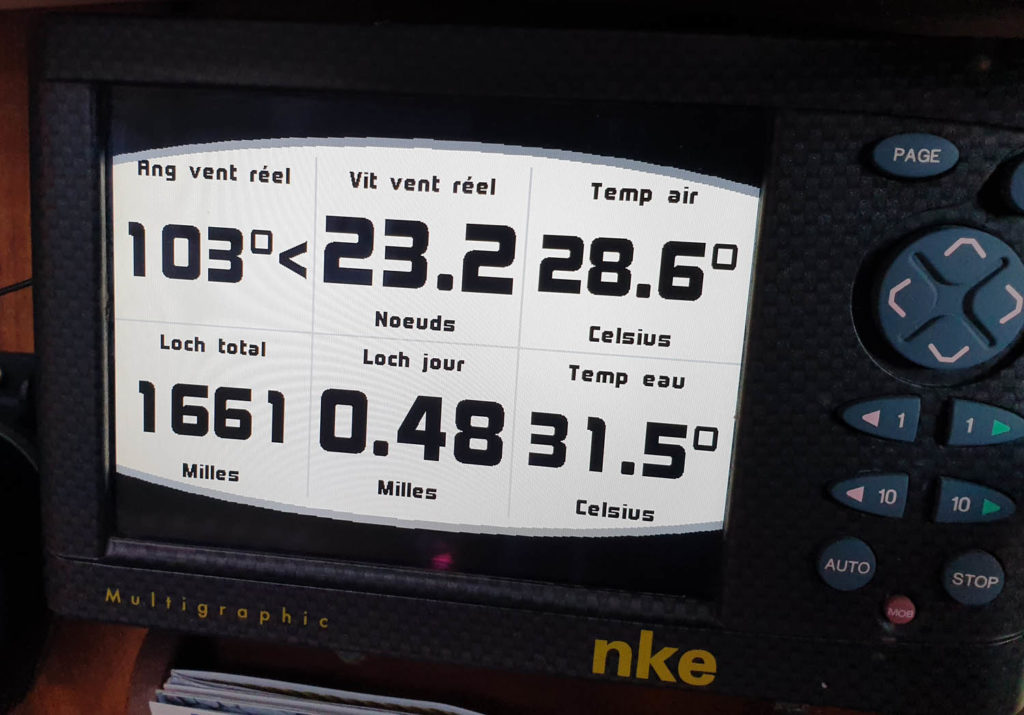 Ang vent réel
103°<
Vit vent réel
23.2
Noeuds
Temp air
28.6°
Celsius
Loch total
1661
Milles
Loch jour
0.48
Milles
Temp eau
31.5°
Celsius
PAGE
1
1
10
10
AUTO
STOP
MOB
Multigraphic
nke